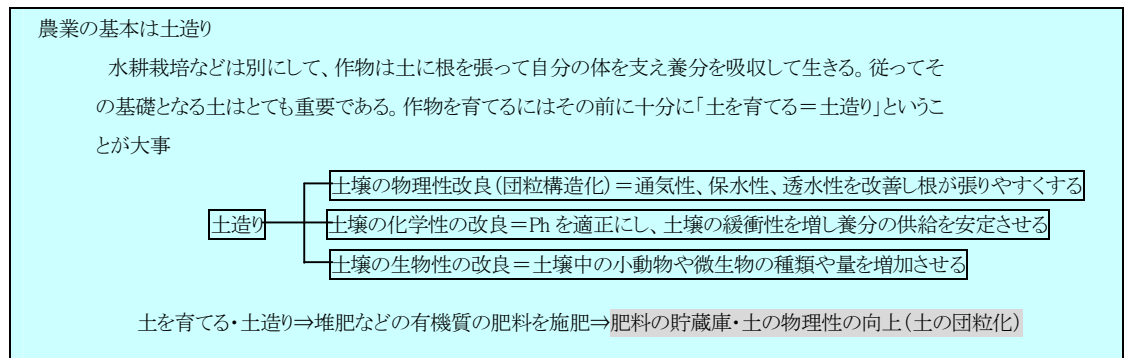 農業の基本は土造り
水耕栽培などは別にして、作物は土に根を張って自分の体を支え養分を吸収して生きる。従ってそ
の基礎となる土はとても重要である。作物を育てるにはその前に十分に「土を育てる＝土造り」というこ
とが大事
土壌の物理性改良（団粒構造化）＝通気性、保水性、透水性を改善し根が張りやすくする
土造り
土壌の化学性の改良＝Ph を適正にし、土壌の緩衝性を増し養分の供給を安定させる
土壌の生物性の改良＝土壌中の小動物や微生物の種類や量を増加させる
土を育てる・土造り⇒堆肥などの有機質の肥料を施肥⇒肥料の貯蔵庫・土の物理性の向上（土の団粒化）